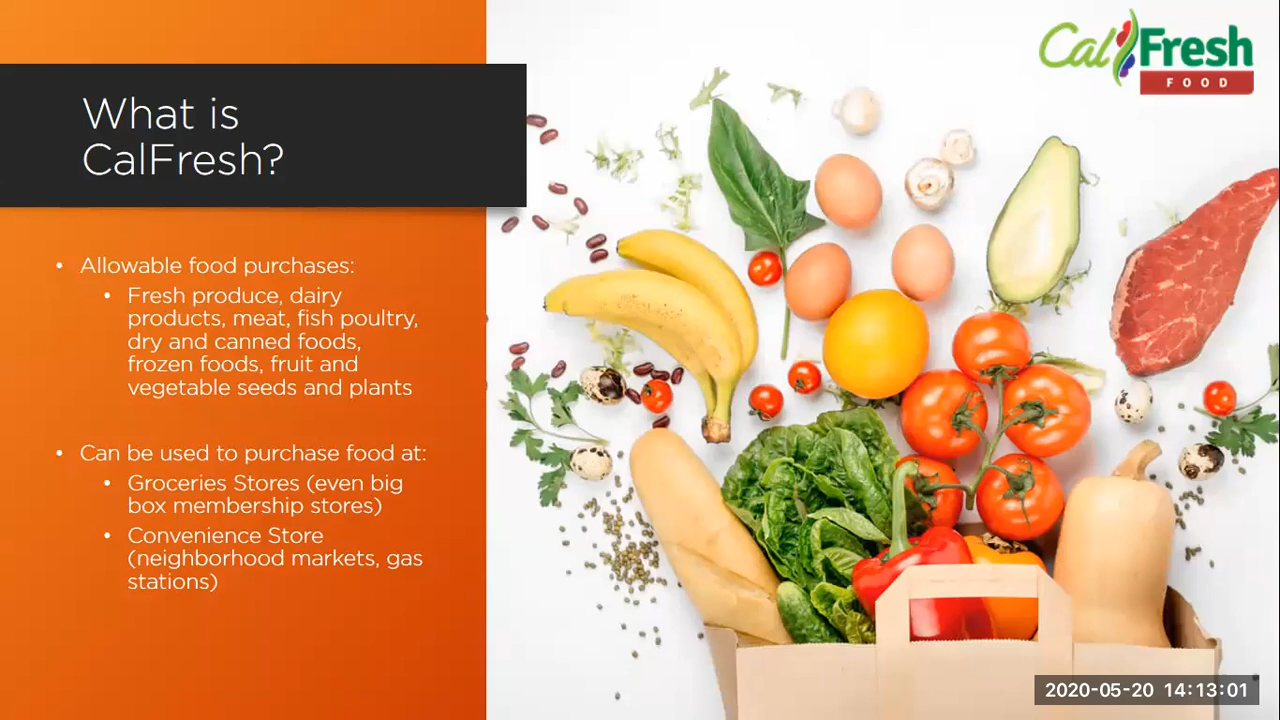 Cal Fresh
FOOD
What is
CalFresh?
• Allowable food purchases:
• Fresh produce, dairy
products, meat, fish poultry,
dry and canned foods,
frozen foods, fruit and
vegetable seeds and plants
• Can be used to purchase food at:
• Groceries Stores (even big
box membership stores)
• Convenience Store
(neighborhood markets, gas
stations)
2020-05-20 14:13:01